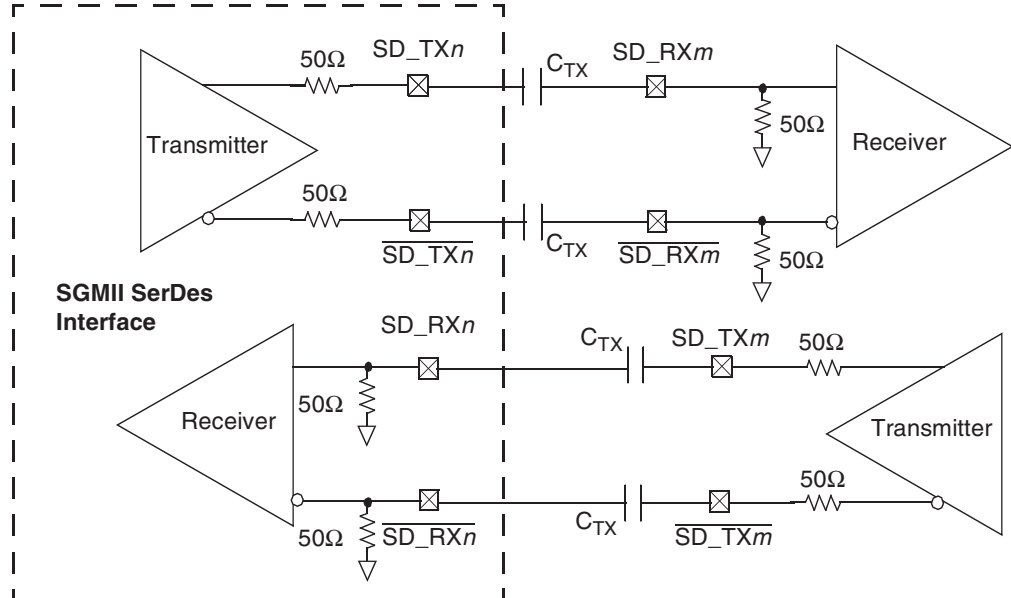 50Ω
SD_TXn
C_TX
SD_RXm
50Ω
Transmitter
Receiver
50Ω
SD_TXn
C_TX
SD_RXm
50Ω
SGMII SerDes
Interface
SD_RXn
C_TX
SD_TXm
50Ω
50Ω
Receiver
Transmitter
50Ω
50Ω
SD_RXn
C_TX
SD_TXm